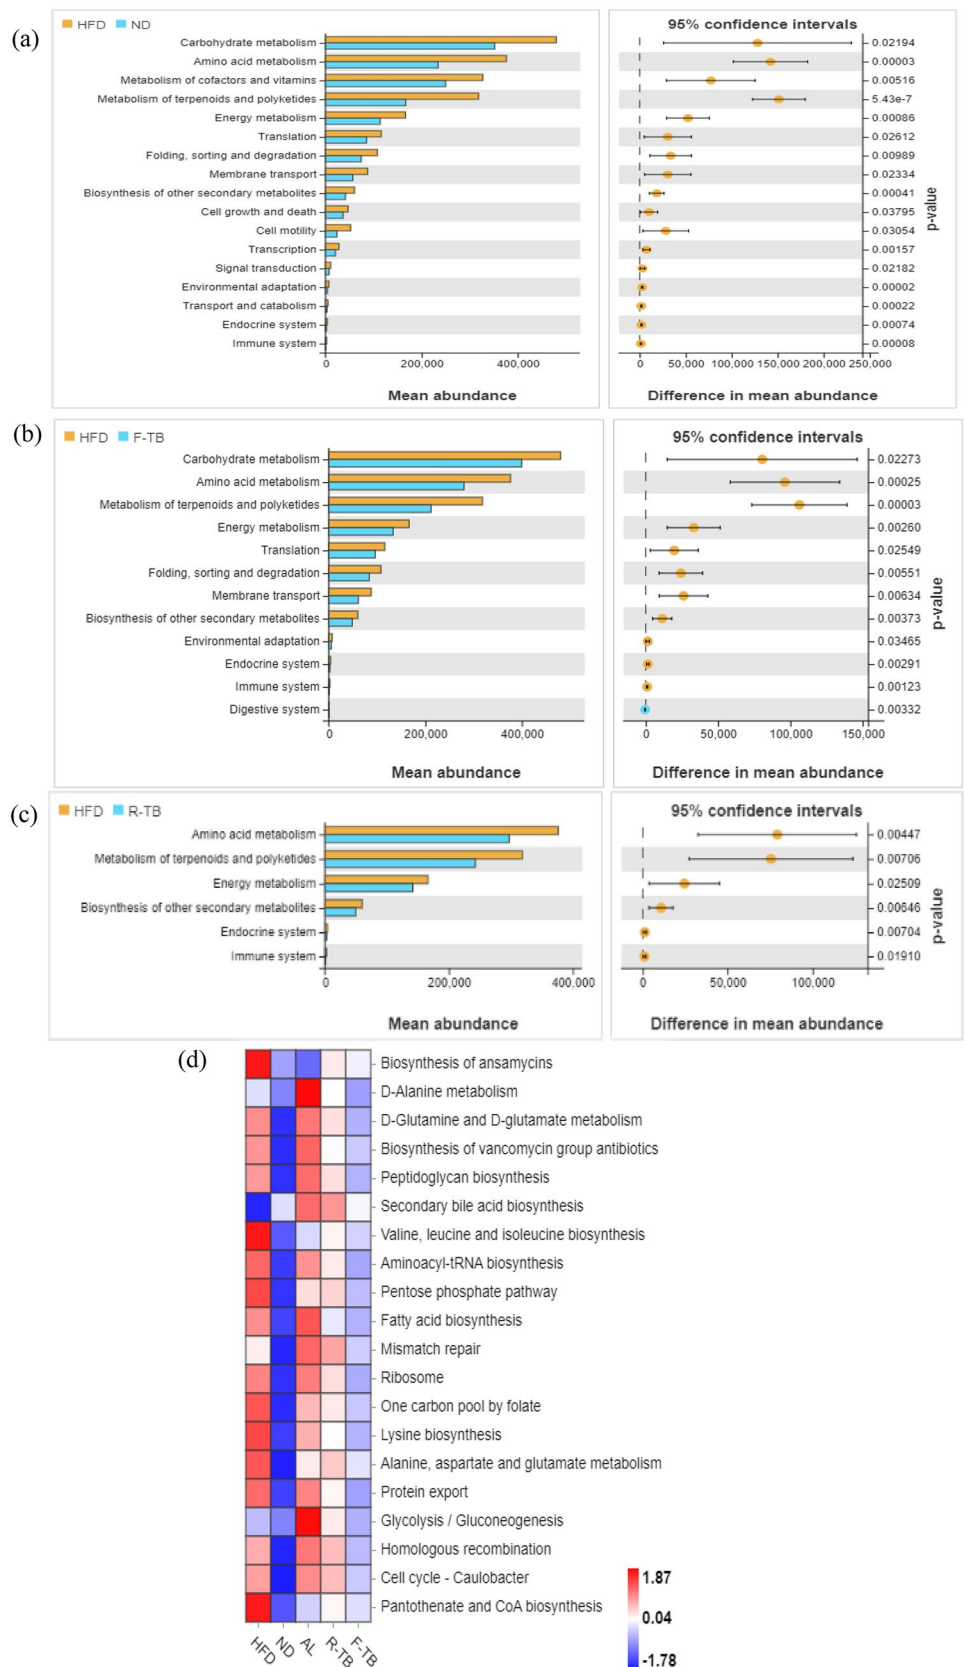 (a)
HFD ND
95% confidence intervals
Carbohydrate metabolism 0.02194
Amino acid metabolism 0.00003
Metabolism of cofactors and vitamins 0.00516
Metabolism of terpenoids and polyketides 5.43e-7
Energy metabolism 0.00086
Translation 0.02612
Folding, sorting and degradation 0.00989
Membrane transport 0.02334
Biosynthesis of other secondary metabolites 0.00041
Cell growth and death 0.03795
Cell motility 0.03054
Transcription 0.00157
Signal transduction 0.02182
Environmental adaptation 0.00002
Transport and catabolism 0.00022
Endocrine system 0.00074
Immune system 0.00008
p-value
0 200,000 400,000 0 50,000 100,000 150,000 200,000 250,000
Mean abundance Difference in mean abundance
(b)
HFD F-TB
95% confidence intervals
Carbohydrate metabolism 0.02273
Amino acid metabolism 0.00025
Metabolism of terpenoids and polyketides 0.00003
Energy metabolism 0.00260
Translation 0.02549
Folding, sorting and degradation 0.00551
Membrane transport 0.00634
Biosynthesis of other secondary metabolites 0.00373
Environmental adaptation 0.03465
Endocrine system 0.00291
Immune system 0.00123
Digestive system 0.00332
p-value
0 200,000 400,000 0 50,000 100,000 150,000
Mean abundance Difference in mean abundance
(c)
HFD R-TB
95% confidence intervals
Amino acid metabolism 0.00447
Metabolism of terpenoids and polyketides 0.00706
Energy metabolism 0.02509
Biosynthesis of other secondary metabolites 0.00646
Endocrine system 0.00704
Immune system 0.01910
p-value
0 200,000 400,000 0 50,000 100,000
Mean abundance Difference in mean abundance
(d)
Biosynthesis of ansamycins
D-Alanine metabolism
D-Glutamine and D-glutamate metabolism
Biosynthesis of vancomycin group antibiotics
Peptidoglycan biosynthesis
Secondary bile acid biosynthesis
Valine, leucine and isoleucine biosynthesis
Aminoacyl-tRNA biosynthesis
Pentose phosphate pathway
Fatty acid biosynthesis
Mismatch repair
Ribosome
One carbon pool by folate
Lysine biosynthesis
Alanine, aspartate and glutamate metabolism
Protein export
Glycolysis / Gluconeogenesis
Homologous recombination
Cell cycle - Caulobacter
Pantothenate and CoA biosynthesis
HFD ND AL R-TB F-TB
1.87
0.04
-1.78